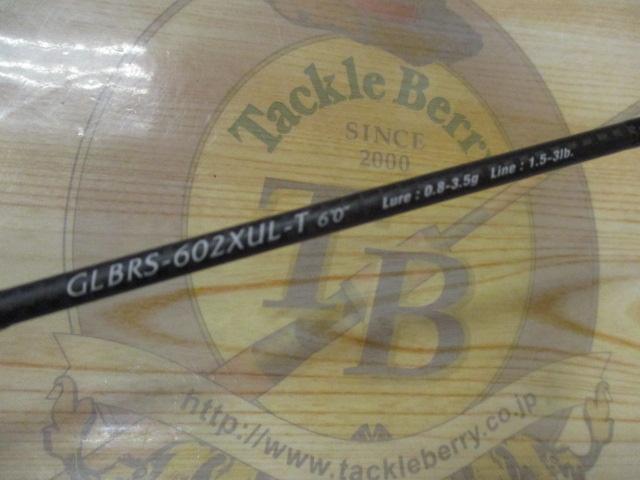 Tackle Berry
SINCE
2000
TB
GLBRS-602XUL-T 6'0" Lure : 0.8-3.5g Line : 1.5-3lb.
http://www.tackleberry.co.jp